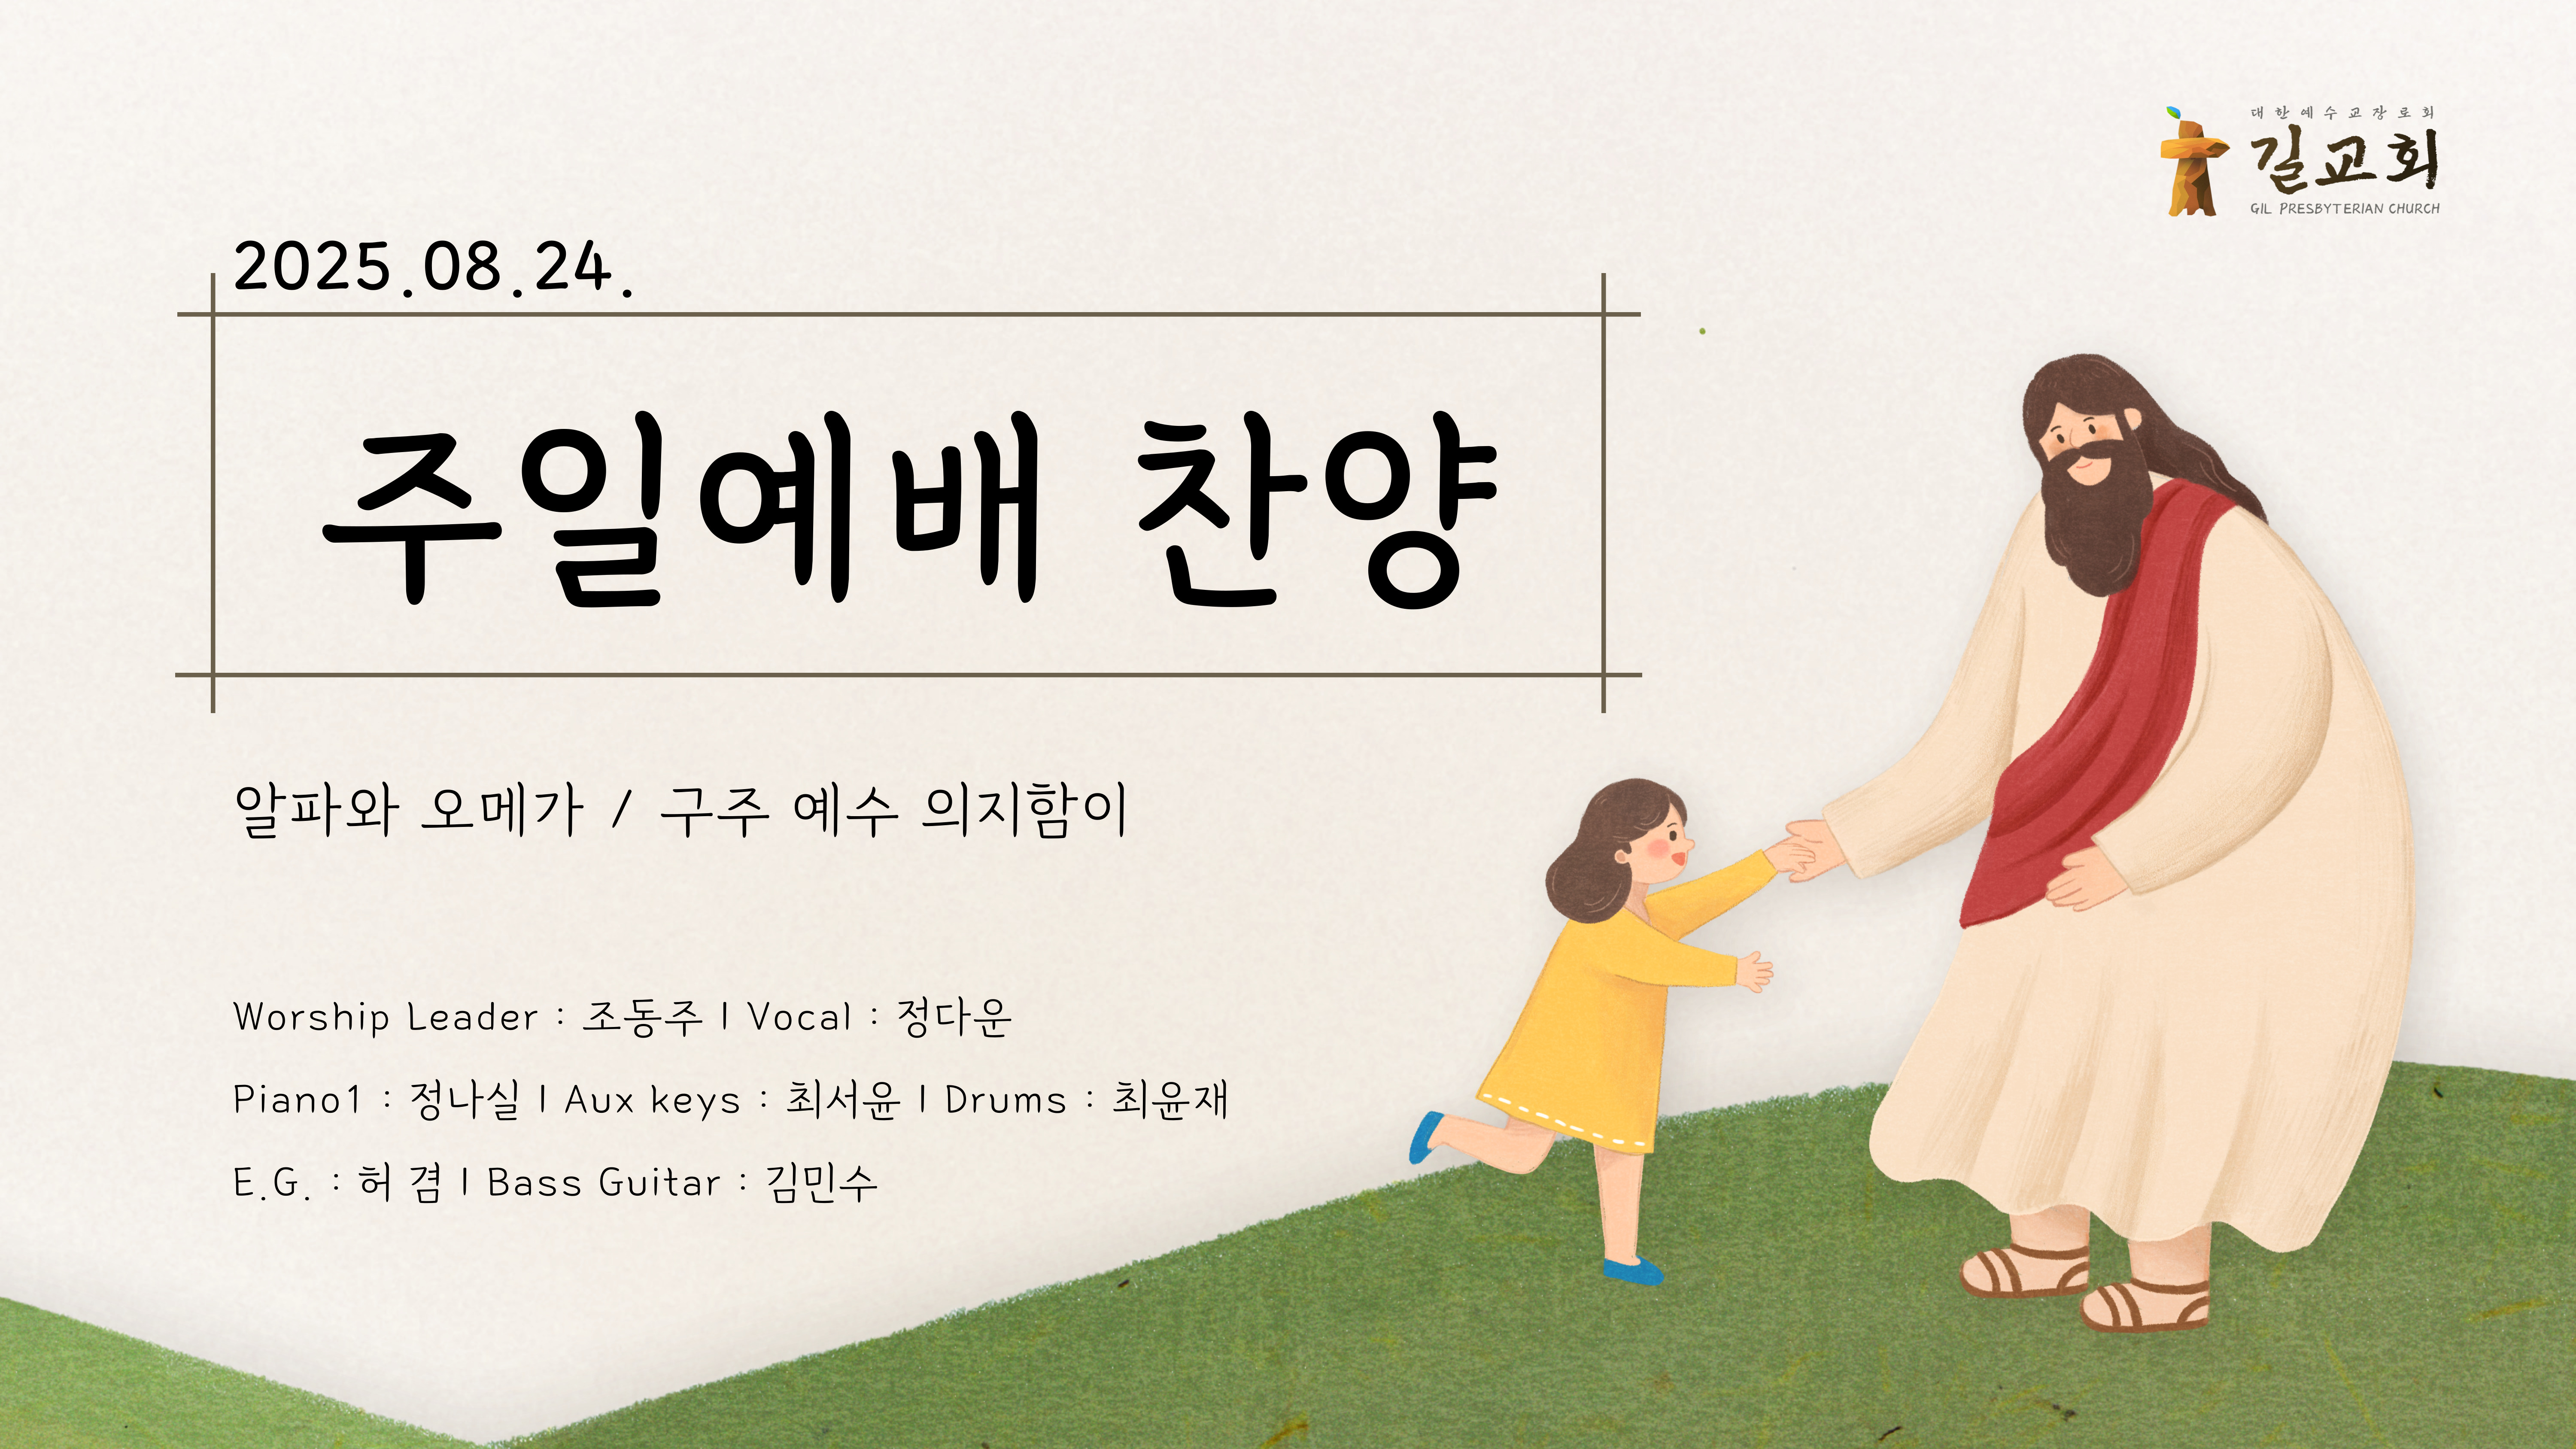 대한예수교장로회
길교회
GIL PRESBYTERIAN CHURCH
2025.08.24.
주일예배 찬양
알파와 오메가 / 구주 예수 의지함이
Worship Leader : 조동주 l Vocal : 정다운
Piano1 : 정나실 l Aux keys : 최서윤 l Drums : 최윤재
E.G. : 허 겸 l Bass Guitar : 김민수